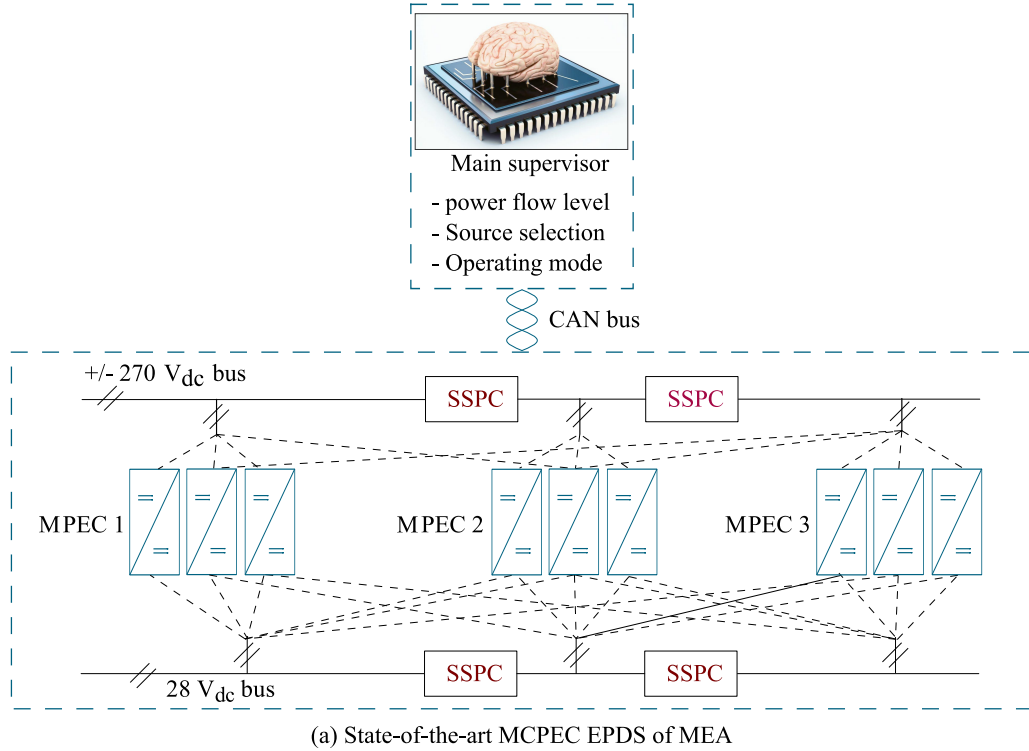 Main supervisor
- power flow level
- Source selection
- Operating mode
CAN bus
+/- 270 Vdc bus
SSPC SSPC
MPEC 1 MPEC 2 MPEC 3
SSPC SSPC
28 Vdc bus
(a) State-of-the-art MCPEC EPDS of MEA